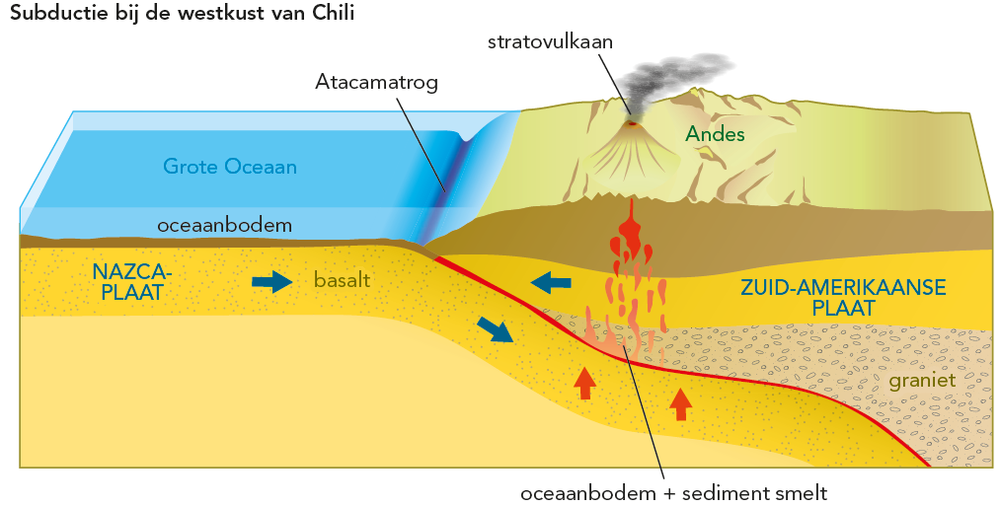 Subductie bij de westkust van Chili
stratovulkaan
Atacamatrog
Andes
Grote Oceaan
oceaanbodem
NAZCA-
PLAAT
basalt
ZUID-AMERIKAANSE
PLAAT
graniet
oceaanbodem + sediment smelt